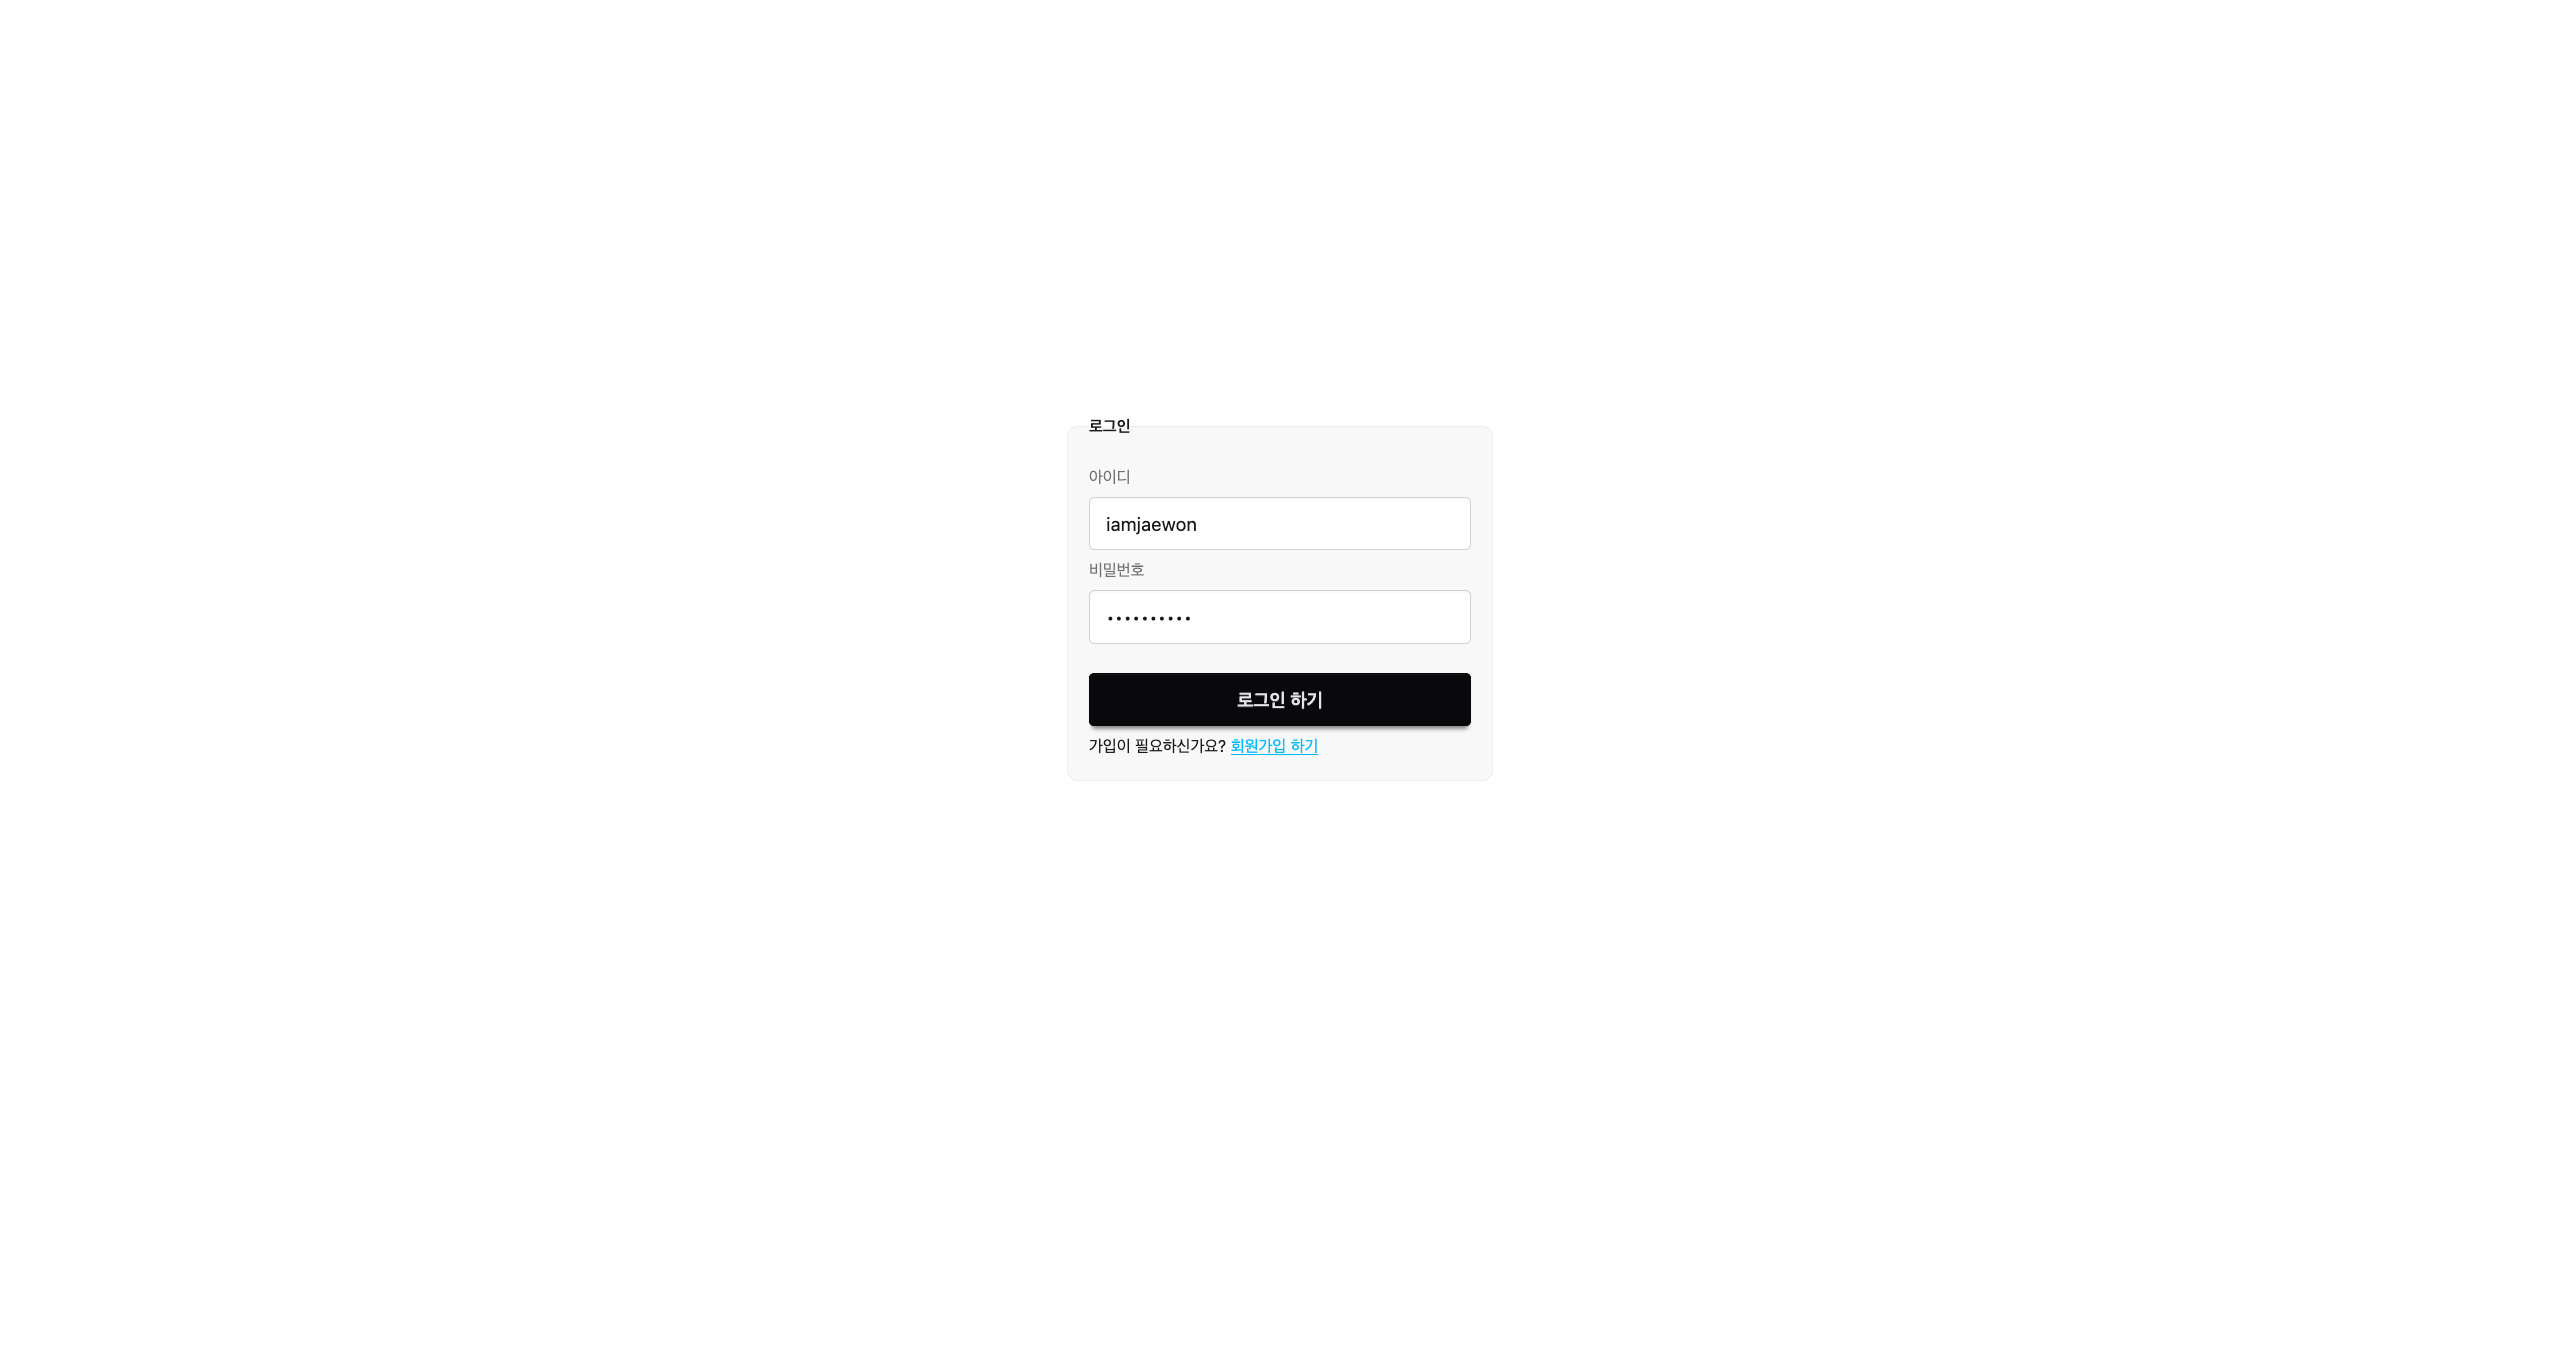 로그인
아이디
iamjaewon
비밀번호
••••••••••
로그인 하기
가입이 필요하신가요? 회원가입 하기